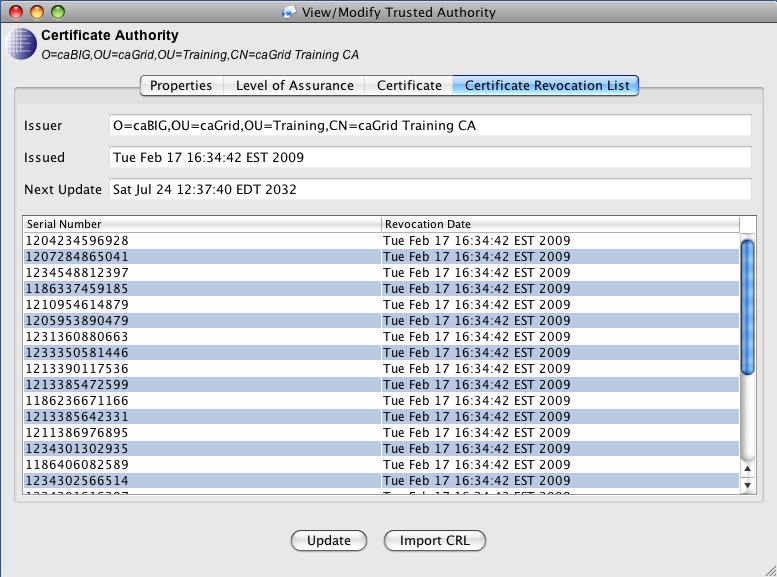 View/Modify Trusted Authority
Certificate Authority
O=caBIG,OU=caGrid,OU=Training,CN=caGrid Training CA
Properties Level of Assurance Certificate Certificate Revocation List
Issuer O=caBIG,OU=caGrid,OU=Training,CN=caGrid Training CA
Issued Tue Feb 17 16:34:42 EST 2009
Next Update Sat Jul 24 12:37:40 EDT 2032
Serial Number Revocation Date
1204234596928 Tue Feb 17 16:34:42 EST 2009
1207284865041 Tue Feb 17 16:34:42 EST 2009
1234548812397 Tue Feb 17 16:34:42 EST 2009
1186337459185 Tue Feb 17 16:34:42 EST 2009
1210954614879 Tue Feb 17 16:34:42 EST 2009
1205953890479 Tue Feb 17 16:34:42 EST 2009
1231360880663 Tue Feb 17 16:34:42 EST 2009
1233350581446 Tue Feb 17 16:34:42 EST 2009
1213390117536 Tue Feb 17 16:34:42 EST 2009
1213385472599 Tue Feb 17 16:34:42 EST 2009
1186236671166 Tue Feb 17 16:34:42 EST 2009
1213385642331 Tue Feb 17 16:34:42 EST 2009
1211386976895 Tue Feb 17 16:34:42 EST 2009
1234301302935 Tue Feb 17 16:34:42 EST 2009
1186406082589 Tue Feb 17 16:34:42 EST 2009
1234302566514 Tue Feb 17 16:34:42 EST 2009
Update Import CRL